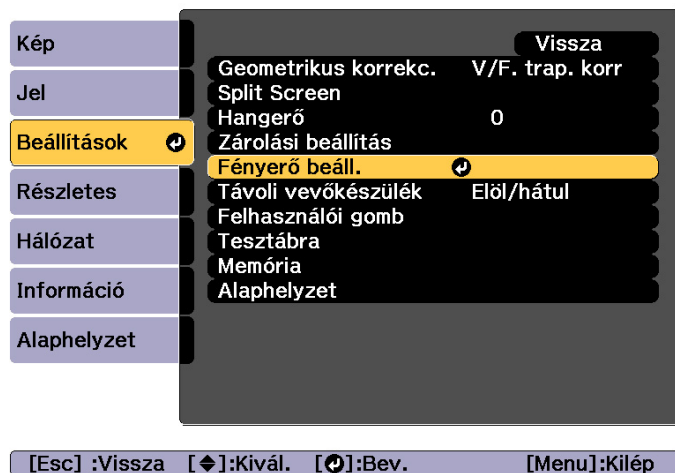 Kép
Jel
Beállítások
Részletes
Hálózat
Információ
Alaphelyzet
Vissza
Geometrikus korrekc. V/F. trap. korr
Split Screen
Hangerő 0
Zárolási beállítás
Fényerő beáll.
Távoli vevőkészülék Elöl/hátul
Felhasználói gomb
Tesztábra
Memória
Alaphelyzet
[Esc] :Vissza [◆]:Kivál. [⏎]:Bev. [Menu]:Kilép